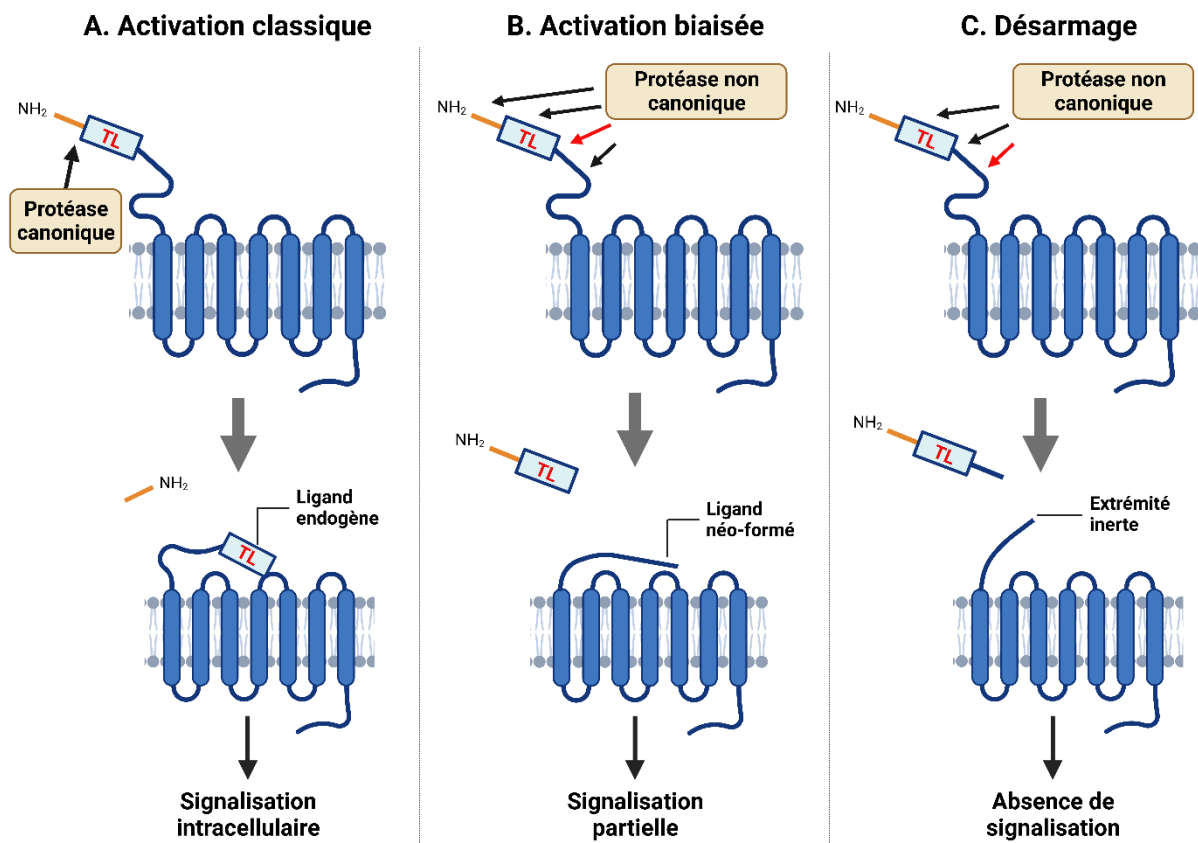 A. Activation classique
NH2
TL
Protéase
canonique
NH2
TL
Ligand
endogène
Signalisation
intracellulaire
B. Activation biaisée
Protéase non
canonique
NH2
TL
NH2
TL
Ligand
néo-formé
Signalisation
partielle
C. Désarmage
Protéase non
canonique
NH2
TL
NH2
TL
Extrémité
inerte
Absence de
signalisation